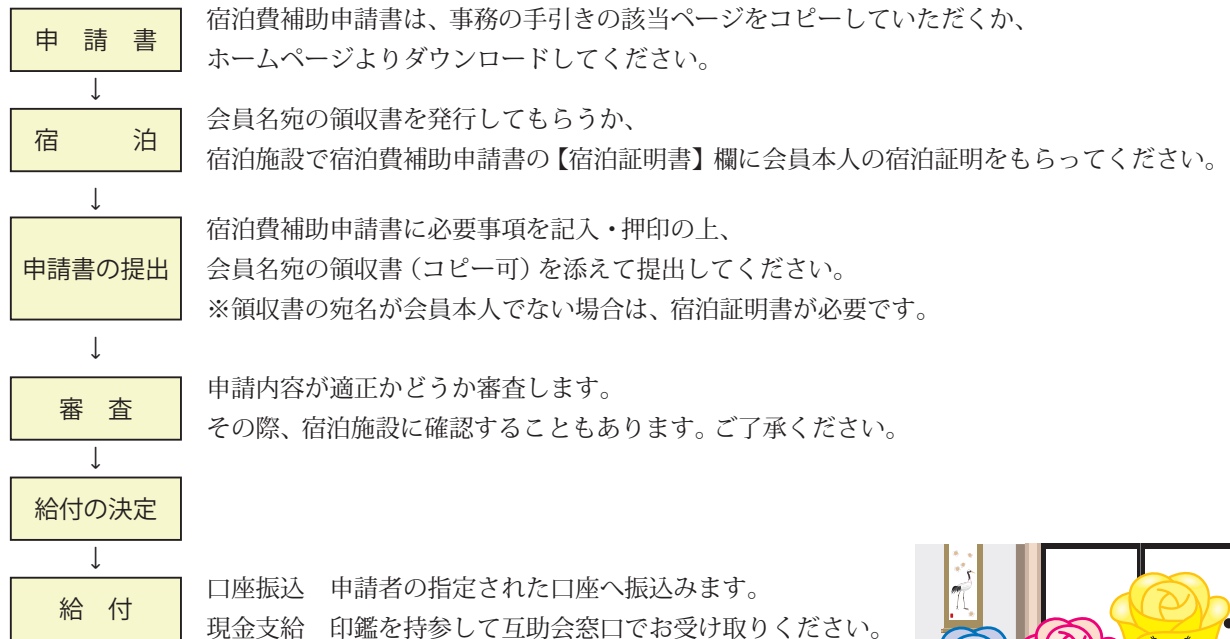 申　請　書
宿泊費補助申請書は、事務の手引きの該当ページをコピーしていただくか、
ホームページよりダウンロードしてください。
↓
宿　　　泊
会員名宛の領収書を発行してもらうか、
宿泊施設で宿泊費補助申請書の【宿泊証明書】欄に会員本人の宿泊証明をもらってください。
↓
申請書の提出
宿泊費補助申請書に必要事項を記入・押印の上、
会員名宛の領収書（コピー可）を添えて提出してください。
※領収書の宛名が会員本人でない場合は、宿泊証明書が必要です。
↓
審　査
申請内容が適正かどうか審査します。
その際、宿泊施設に確認することもあります。ご了承ください。
↓
給付の決定
↓
給　付
口座振込　申請者の指定された口座へ振込みます。
現金支給　印鑑を持参して互助会窓口でお受け取りください。